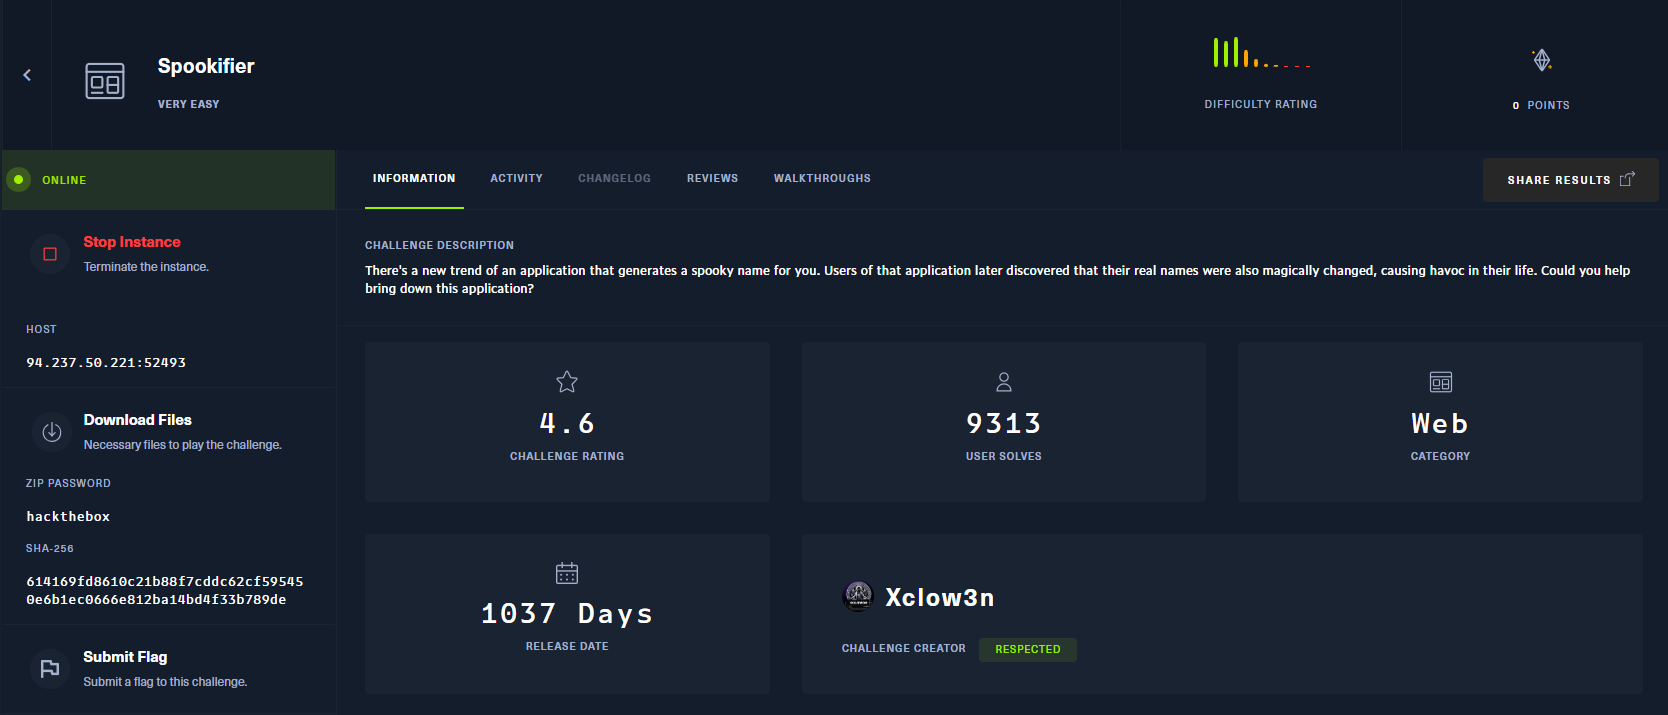 Spookifier
VERY EASY
DIFFICULTY RATING
0 POINTS
ONLINE
INFORMATION
ACTIVITY
CHANGELOG
REVIEWS
WALKTHROUGHS
SHARE RESULTS
Stop Instance
Terminate the instance.
HOST
94.237.50.221:52493
Download Files
Necessary files to play the challenge.
ZIP PASSWORD
hackthebox
SHA-256
614169fd8610c21b88f7cddc62cf59545
0e6b1ec0666e812ba14bd4f33b789de
Submit Flag
Submit a flag to this challenge.
CHALLENGE DESCRIPTION
There's a new trend of an application that generates a spooky name for you. Users of that application later discovered that their real names were also magically changed, causing havoc in their life. Could you help
bring down this application?
4.6
CHALLENGE RATING
9313
USER SOLVES
Web
CATEGORY
1037 Days
RELEASE DATE
Xclow3n
CHALLENGE CREATOR
RESPECTED